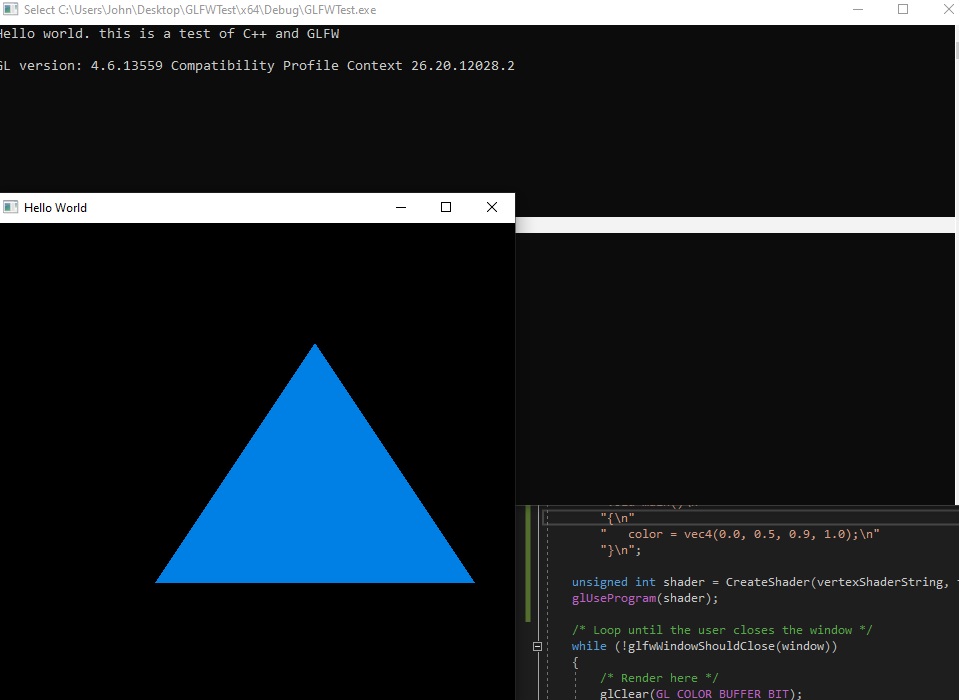 Select C:\Users\John\Desktop\GLFWTest\x64\Debug\GLFWTest.exe
Hello world. this is a test of C++ and GLFW
GL version: 4.6.13559 Compatibility Profile Context 26.20.12028.2
Hello World
"{\n"
"   color = vec4(0.0, 0.5, 0.9, 1.0);\n"
"}\n";
unsigned int shader = CreateShader(vertexShaderString,
glUseProgram(shader);
/* Loop until the user closes the window */
while (!glfwWindowShouldClose(window))
{
/* Render here */
glClear(GL_COLOR_BUFFER_BIT);